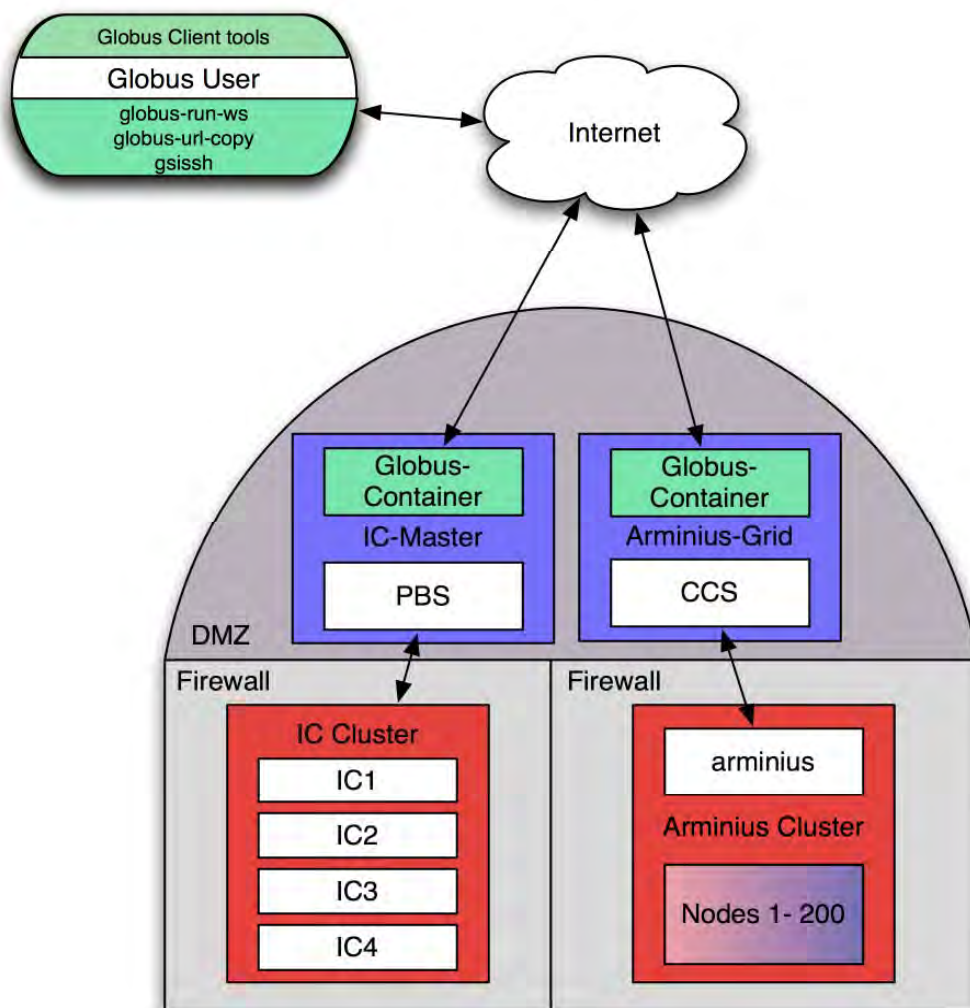 Globus Client tools
Globus User
globus-run-ws
globus-url-copy
gsissh
Internet
Globus-
Container
IC-Master
PBS
Globus-
Container
Arminius-Grid
CCS
DMZ
Firewall
IC Cluster
IC1
IC2
IC3
IC4
Firewall
arminius
Arminius Cluster
Nodes 1- 200